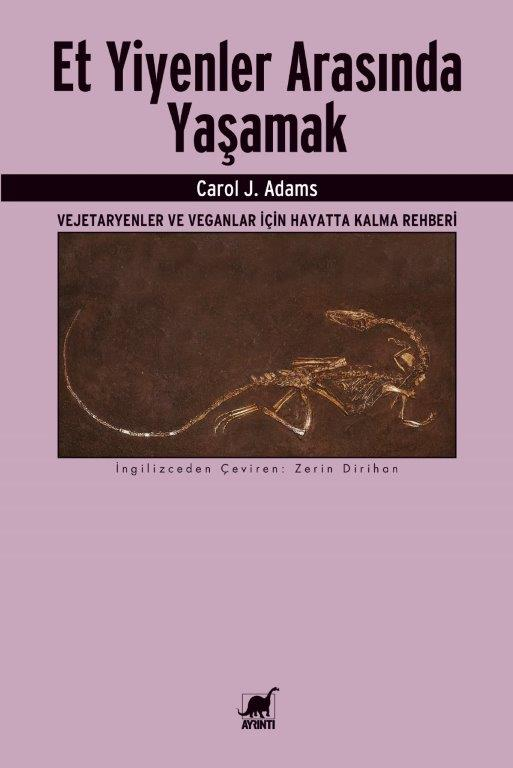 Et Yiyenler Arasında
Yaşamak
Carol J. Adams
VEJETARYENLER VE VEGANLAR İÇİN HAYATTA KALMA REHBERİ
İngilizceden Çeviren: Zerin Dirihan
AYRINTI